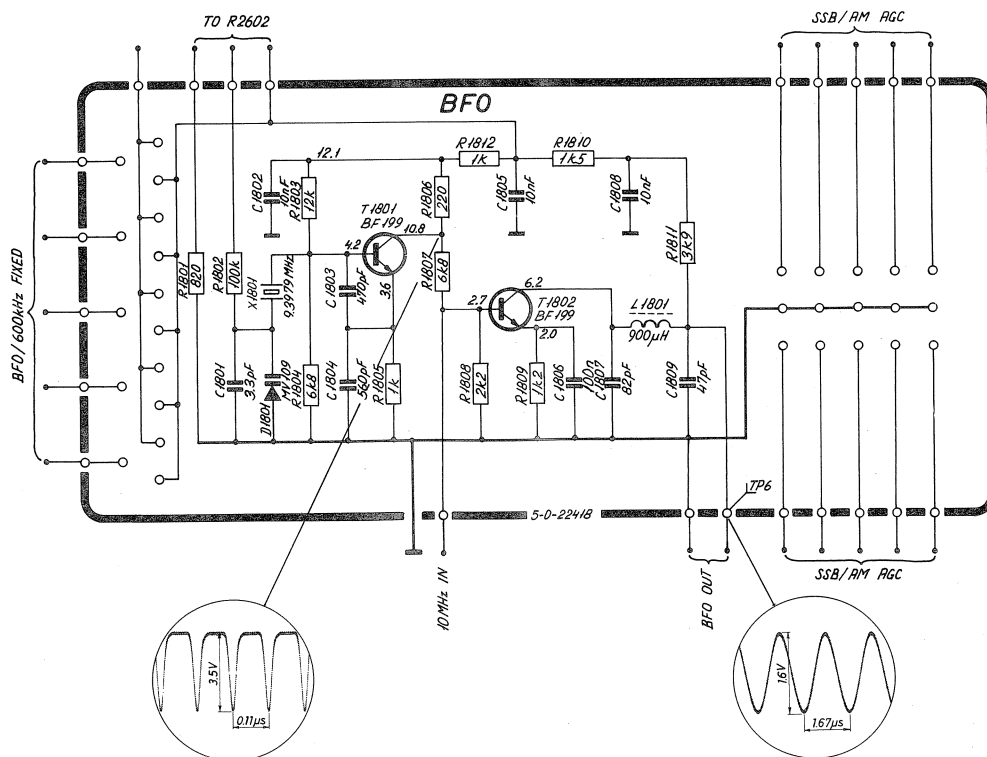 TO R2602
SSB/AM AGC
BFO
BFO/600kHz FIXED
R1812
1k
R1810
1k5
12.1
C1802
10nF
R1803
12k
T1801
BF199
10.8
R1806
220
C1805
10nF
C1808
10nF
R1811
3k9
4.2
R1801
820
R1802
100k
X1801
9.3979MHz
C1803
470pF
3.6
R1807
6k8
2.7
6.2
T1802
BF199
2.0
L1801
900µH
C1801
3.3pF
D1801
MV109
R1804
6k8
C1804
560pF
R1805
1k
R1808
2k2
R1809
1k2
C1806
100n
C1807
82pF
C1809
47pF
TP6
5-0-22418
10MHz IN
BFO OUT
SSB/AM AGC
3.5V
0.11µs
1.6V
1.67µs